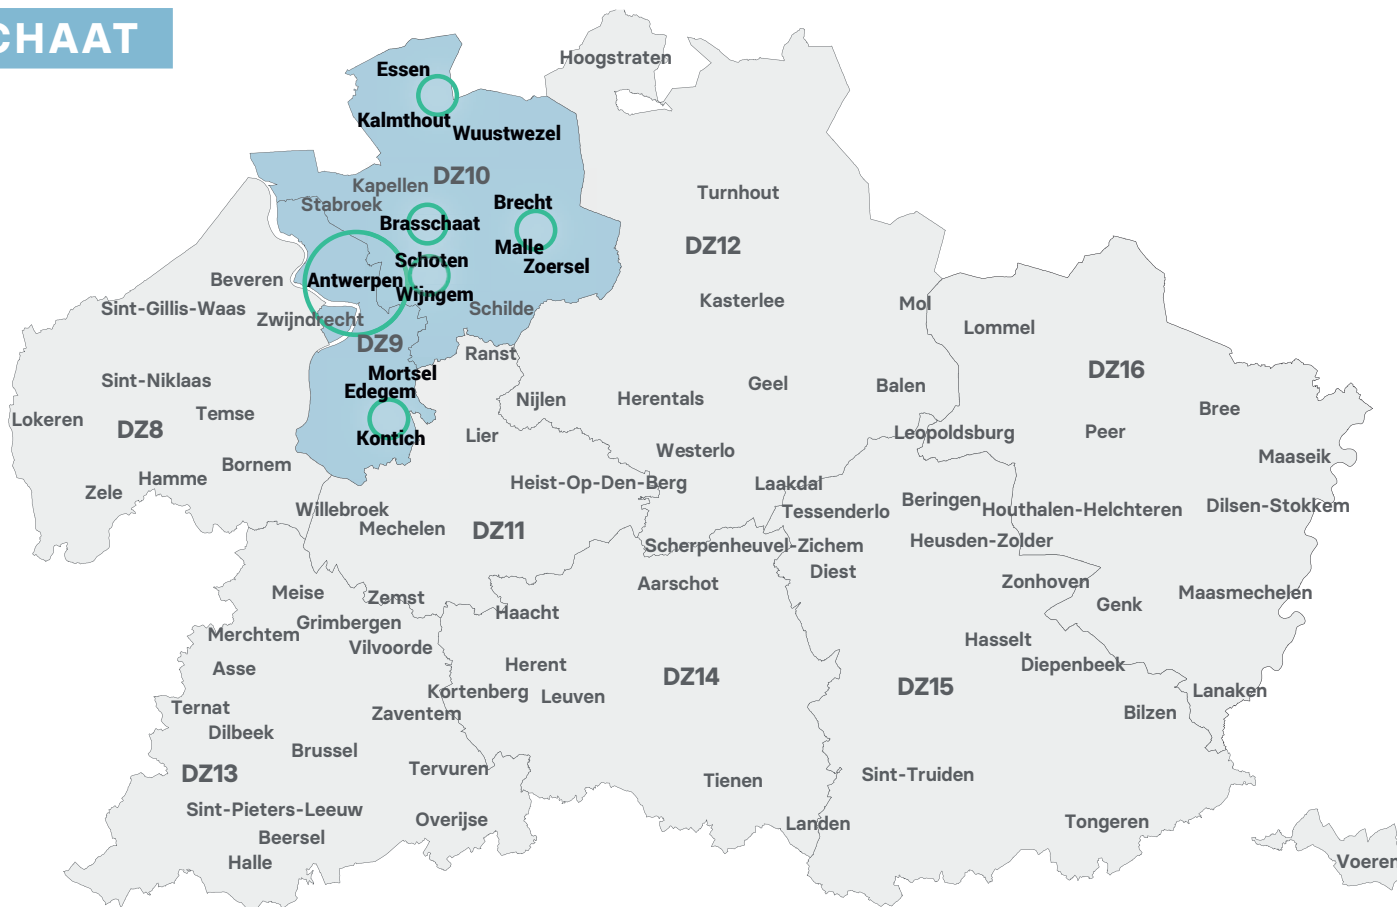 CHAAT
Hoogstraten
Essen
Kalmthout
Wuustwezel
DZ10
Kapellen
Stabroek
Brecht
Brasschaat
Malle
Zoersel
Schoten
Antwerpen
Wijngem
Schilde
Turnhout
DZ12
Kasterlee
Mol
Lommel
Beveren
Sint-Gillis-Waas
Zwijndrecht
DZ9
Ranst
Mortsel
Edegem
Kontich
Sint-Niklaas
Lokeren
DZ8
Temse
Nijlen
Herentals
Geel
Balen
DZ16
Bree
Lier
Westerlo
Leopoldsburg
Peer
Maaseik
Bornem
Hamme
Zele
Heist-Op-Den-Berg
Laakdal
Tessenderlo
Beringen
Houthalen-Helchteren
Dilsen-Stokkem
Willebroek
Mechelen
DZ11
Scherpenheuvel-Zichem
Heusden-Zolder
Diest
Aarschot
Zonhoven
Genk
Maasmechelen
Meise
Zemst
Haacht
Grimbergen
Merchtem
Vilvoorde
Hasselt
Diepenbeek
Asse
Herent
DZ14
DZ15
Kortenberg
Leuven
Lanaken
Ternat
Zaventem
Bilzen
Dilbeek
Brussel
DZ13
Tervuren
Tienen
Sint-Truiden
Sint-Pieters-Leeuw
Overijse
Landen
Tongeren
Beersel
Halle
Voeren